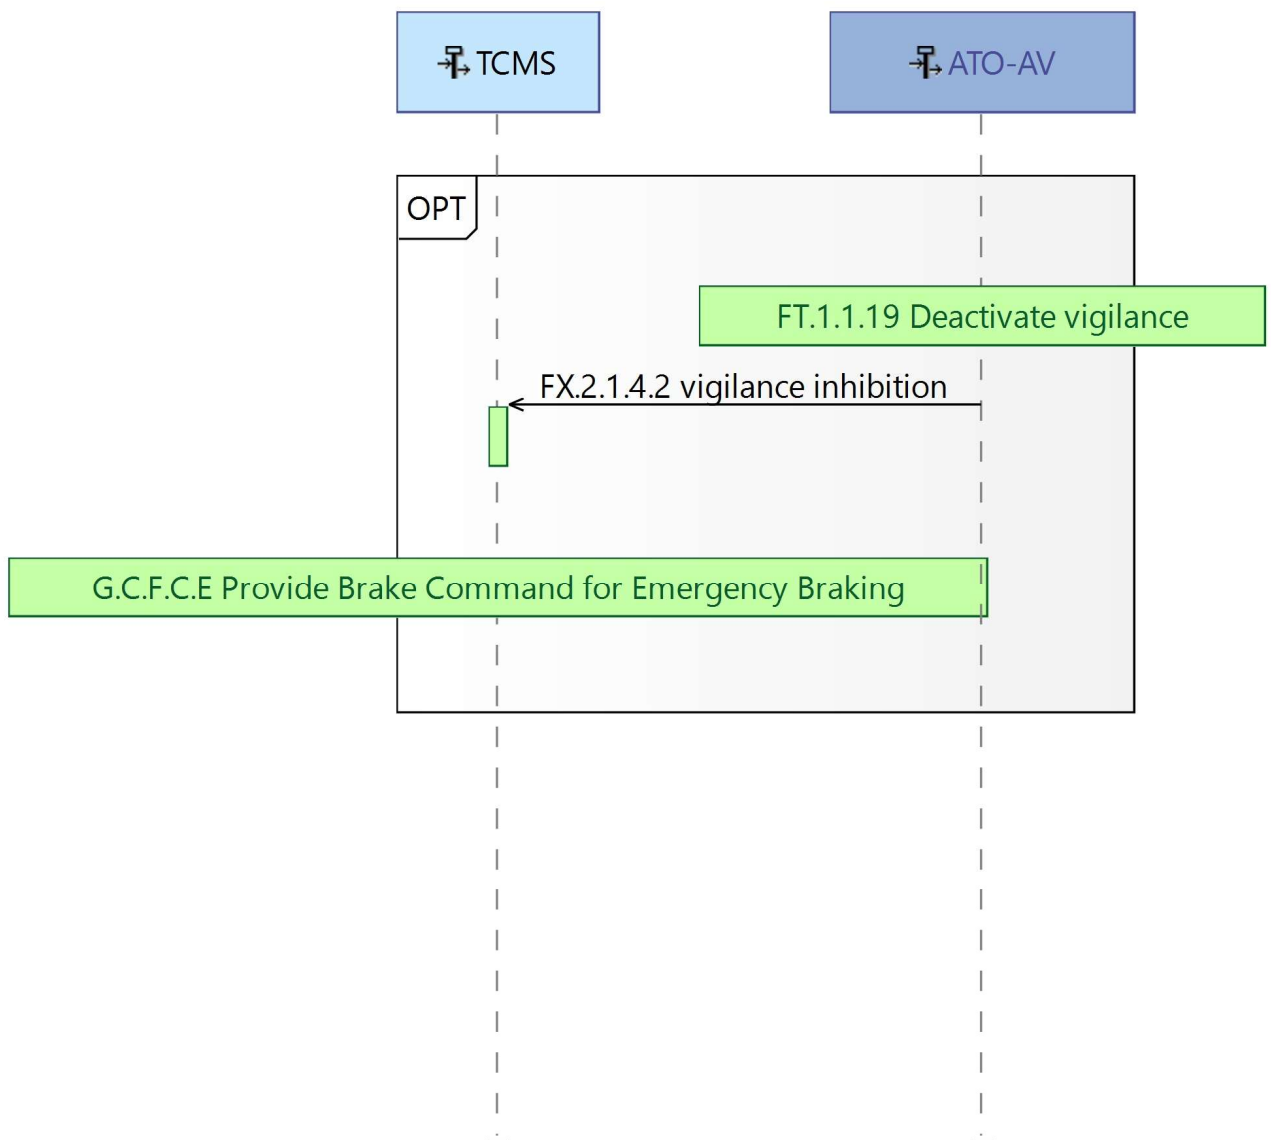 TCMS
ATO-AV
OPT
FT.1.1.19 Deactivate vigilance
FX.2.1.4.2 vigilance inhibition
G.C.F.C.E Provide Brake Command for Emergency Braking